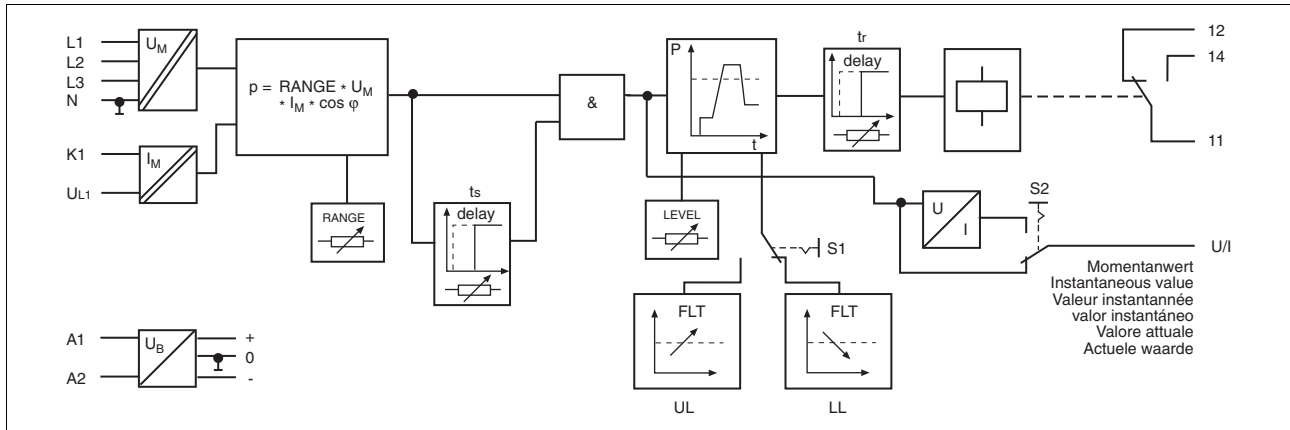 L1
L2
L3
N
U_M
K1
UL1
I_M
p = RANGE * U_M
* I_M * cos φ
RANGE
ts
delay
&
P
t
LEVEL
tr
delay
12
14
11
S1
FLT
UL
FLT
LL
U
I
S2
U/I
Momentanwert
Instantaneous value
Valeur instantannée
valor instantáneo
Valore attuale
Actuele waarde
A1
A2
U_B
+
0
-